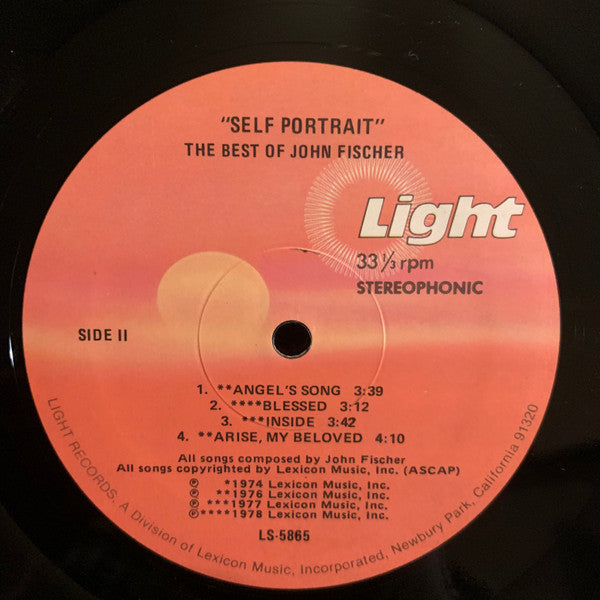 "SELF PORTRAIT"
THE BEST OF JOHN FISCHER
Light
33 ⅓ rpm
STEREOPHONIC
SIDE II
1. **ANGEL'S SONG 3:39
2. ****BLESSED 3:12
3. ***INSIDE 3:42
4. **ARISE, MY BELOVED 4:10
All songs composed by John Fischer
All songs copyrighted by Lexicon Music, Inc. (ASCAP)
℗ *1974 Lexicon Music, Inc.
℗ **1976 Lexicon Music, Inc.
℗ ***1977 Lexicon Music, Inc.
℗ ****1978 Lexicon Music, Inc.
LS-5865
LIGHT RECORDS, A Division of Lexicon Music, Incorporated, Newbury Park, California 91320